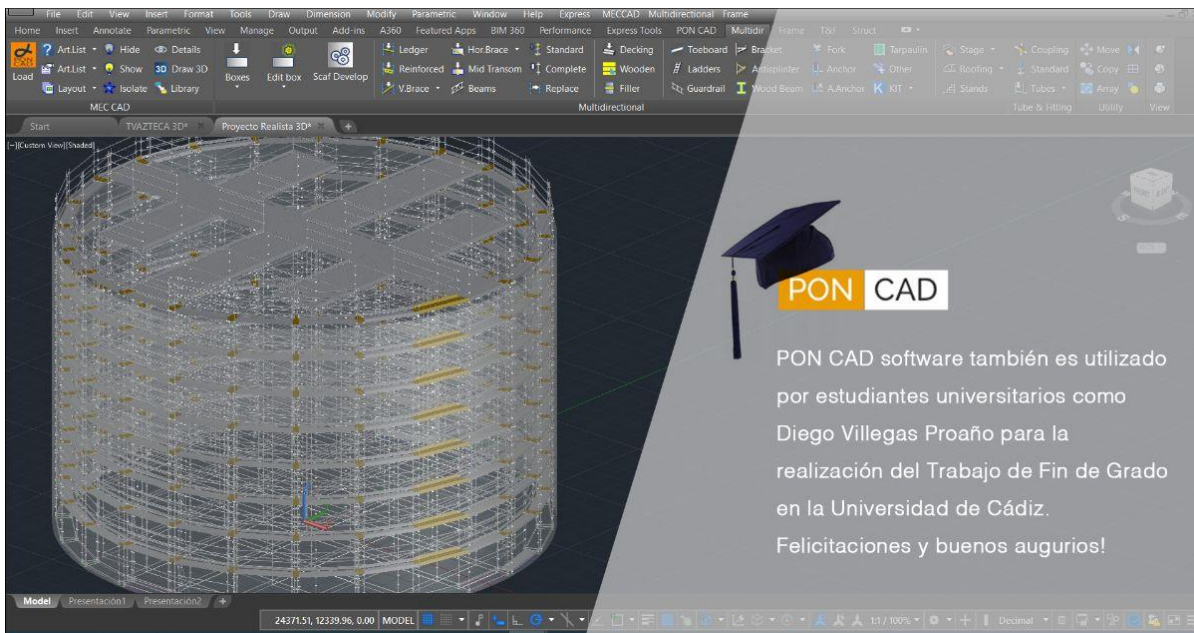 File Edit View Insert Format Tools Draw Dimension Modify Parametric Window Help Express MECCAD Multidirectional Frame
Home Insert Annotate Parametric View Manage Output Add-ins A360 Featured Apps BIM 360 Performance Express Tools PON CAD Multidir Frame T&F Struct
Art.List Hide Details Ledger Hor.Brace Standard Decking Toeboard Bracket Fork Tarpaulin Stage Coupling Move
Art.List Show 3D Draw 3D Reinforced Mid Transom Complete Wooden Ladders Antisplinter Anchor Other Roofing Standard Copy
Load Layout Isolate Library Boxes Edit box Scaf Develop V.Brace Beams Replace Filler Guardrail Wood Beam A.Anchor KIT Stands Tubes Array
MEC CAD Multidirectional Tube & Fitting Utility View
Start TVAZTECA 3D* Proyecto Realista 3D*
[–][Custom View][Shaded]
PON CAD
PON CAD software también es utilizado
por estudiantes universitarios como
Diego Villegas Proaño para la
realización del Trabajo de Fin de Grado
en la Universidad de Cádiz.
Felicitaciones y buenos augurios!
Model Presentación1 Presentación2
24371.51, 12339.96, 0.00 MODEL 1:1 / 100% Decimal